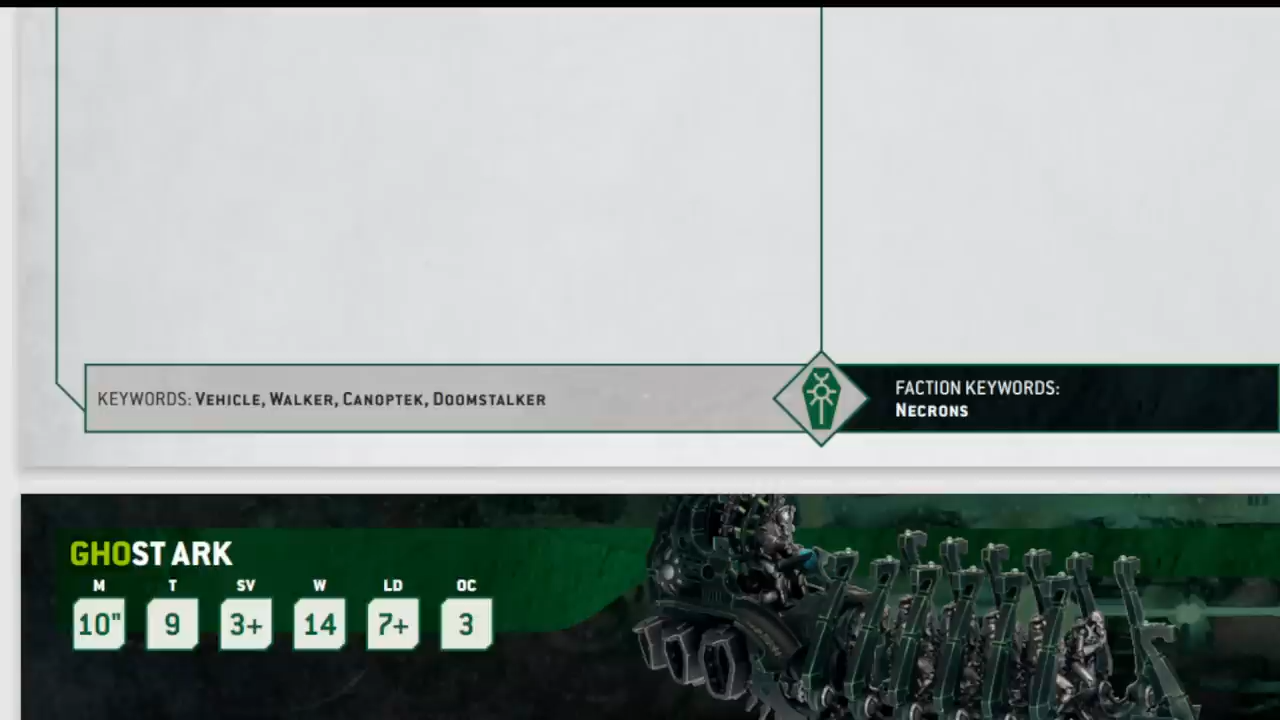 KEYWORDS: VEHICLE, WALKER, CANOPTEK, DOOMSTALKER
FACTION KEYWORDS:
NECRONS
GHOST ARK
M T SV W LD OC
10" 9 3+ 14 7+ 3